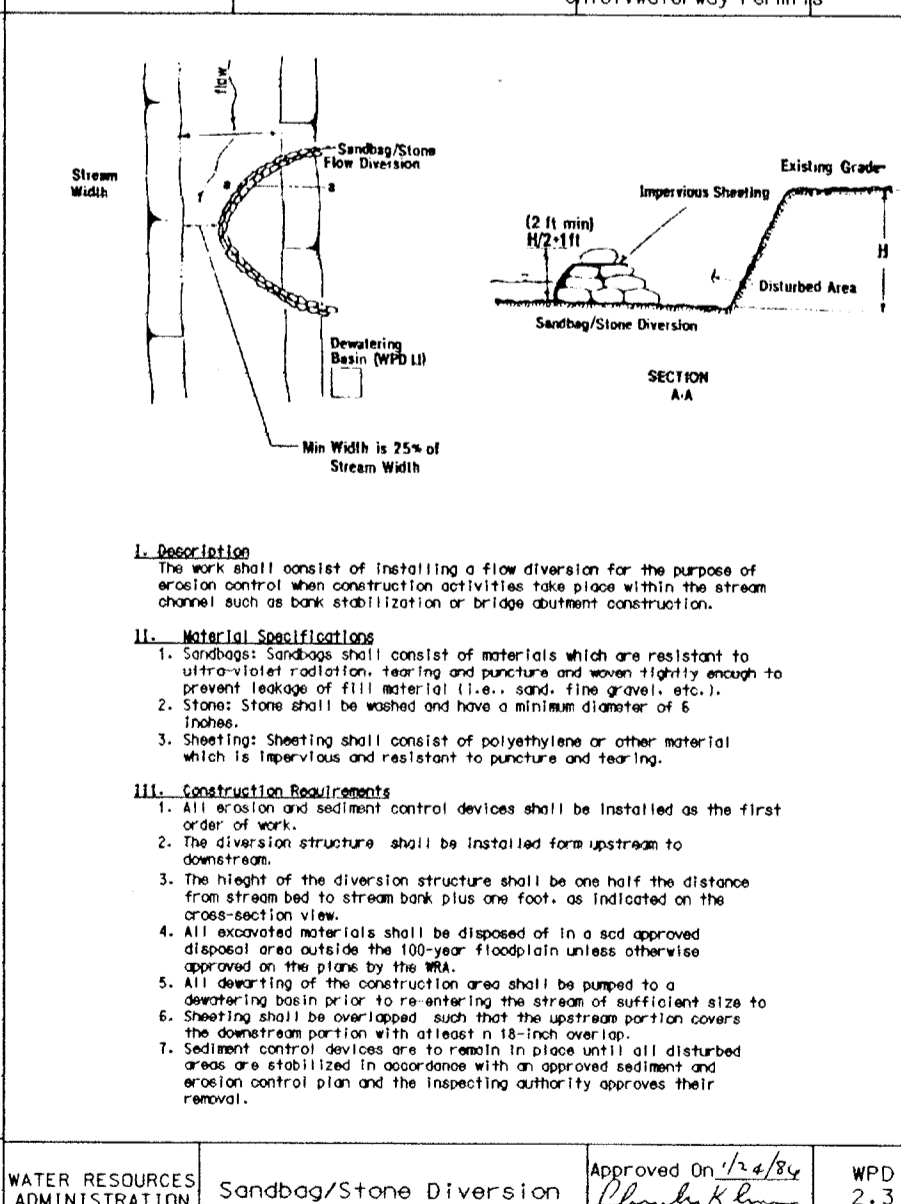 Waterway Permits
flow
Stream
Width
Sandbag/Stone
Flow Diversion
a
a
Dewatering
Basin (WPD 1.1)
Min Width is 25% of
Stream Width
Existing Grade
Impervious Sheeting
(2 ft min)
H/2+1ft
H
Disturbed Area
Sandbag/Stone Diversion
SECTION
A-A
I. Description
The work shall consist of installing a flow diversion for the purpose of
erosion control when construction activities take place within the stream
channel such as bank stabilization or bridge abutment construction.
II. Material Specifications
1. Sandbags: Sandbags shall consist of materials which are resistant to
ultra-violet radiation, tearing and puncture and woven tightly enough to
prevent leakage of fill material (i.e., sand, fine gravel, etc.).
2. Stone: Stone shall be washed and have a minimum diameter of 6
inches.
3. Sheeting: Sheeting shall consist of polyethylene or other material
which is impervious and resistant to puncture and tearing.
III. Construction Requirements
1. All erosion and sediment control devices shall be installed as the first
order of work.
2. The diversion structure shall be installed form upstream to
downstream.
3. The hieght of the diversion structure shall be one half the distance
from stream bed to stream bank plus one foot. as indicated on the
cross-section view.
4. All excavated materials shall be disposed of in a scd approved
disposal area outside the 100-year floodplain unless otherwise
approved on the plans by the WRA.
5. All dewarting of the construction area shall be pumped to a
dewatering basin prior to re-entering the stream of sufficient size to
6. Sheeting shall be overlapped such that the upstream portion covers
the downstream portion with atleast n 18-inch overlap.
7. Sediment control devices are to remain in place until all disturbed
areas are stabilized in accordance with an approved sediment and
erosion control plan and the inspecting authority approves their
removal.
WATER RESOURCES
ADMINISTRATION
Sandbag/Stone Diversion
Approved On 1/24/84
WPD
2.3